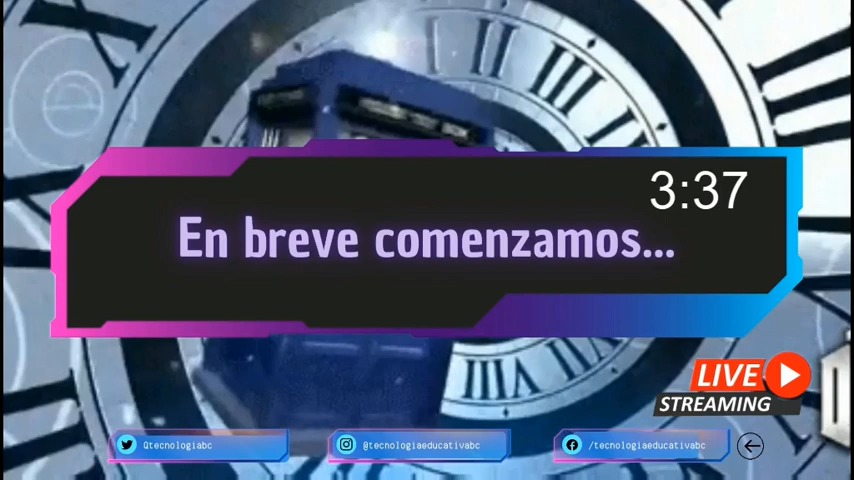 3:37
En breve comenzamos...
LIVE
STREAMING
@tecnologiabc
@tecnologiaeducativabc
/tecnologiaeducativabc